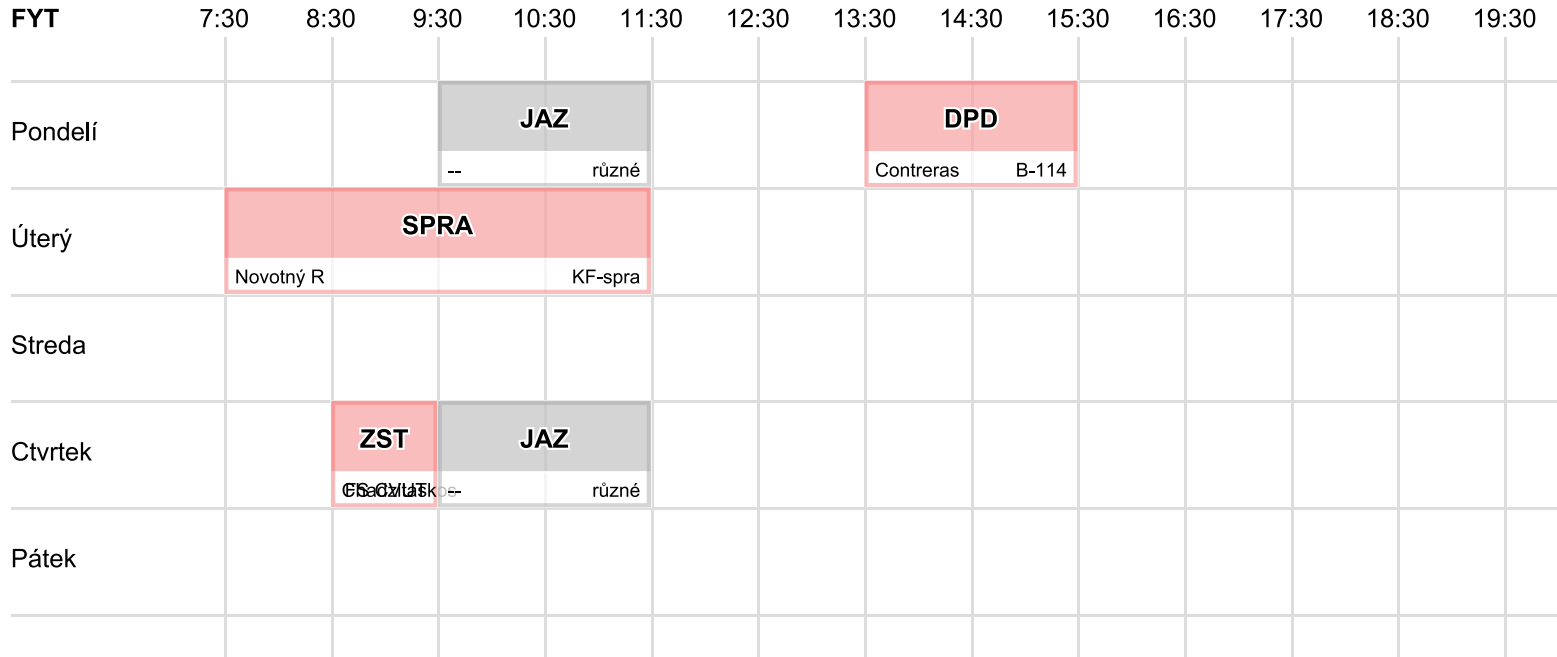 FYT 7:30 8:30 9:30 10:30 11:30 12:30 13:30 14:30 15:30 16:30 17:30 18:30 19:30
Pondelí
JAZ
-- různé
DPD
Contreras B-114
Úterý
SPRA
Novotný R KF-spra
Streda
Ctvrtek
ZST
JAZ
-- různé
Pátek